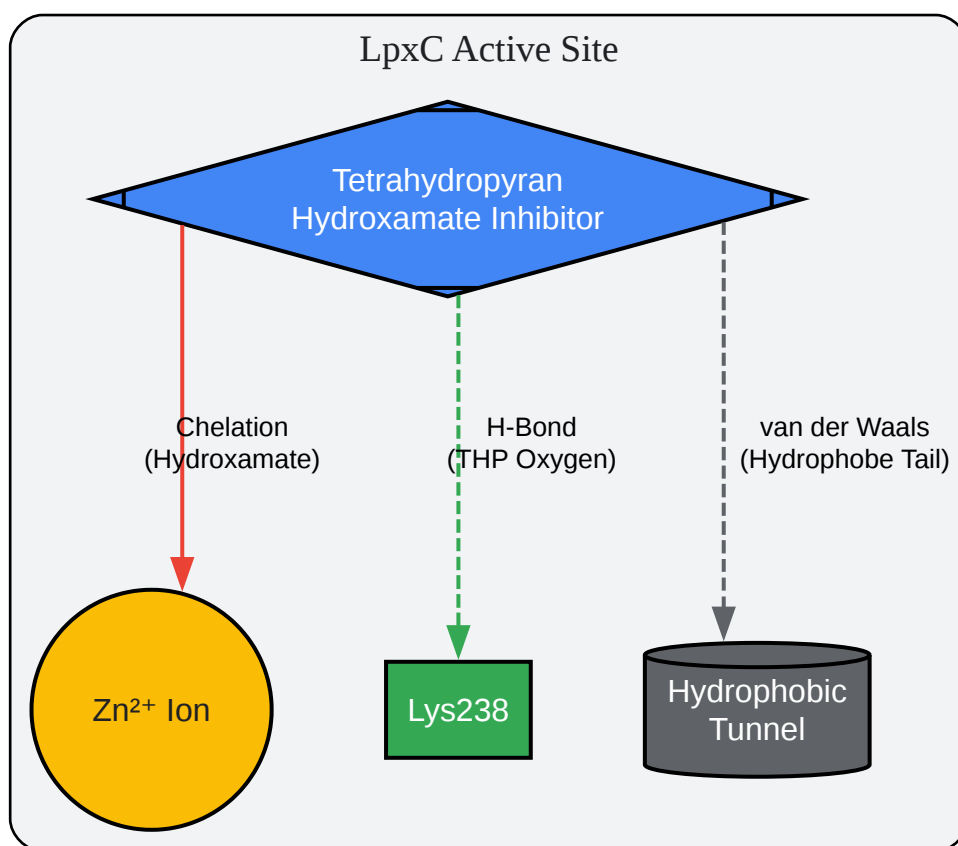 LpxC Active Site
Tetrahydropyran
Hydroxamate Inhibitor
Chelation
(Hydroxamate)
H-Bond
(THP Oxygen)
van der Waals
(Hydrophobe Tail)
Zn²⁺ Ion
Lys238
Hydrophobic
Tunnel